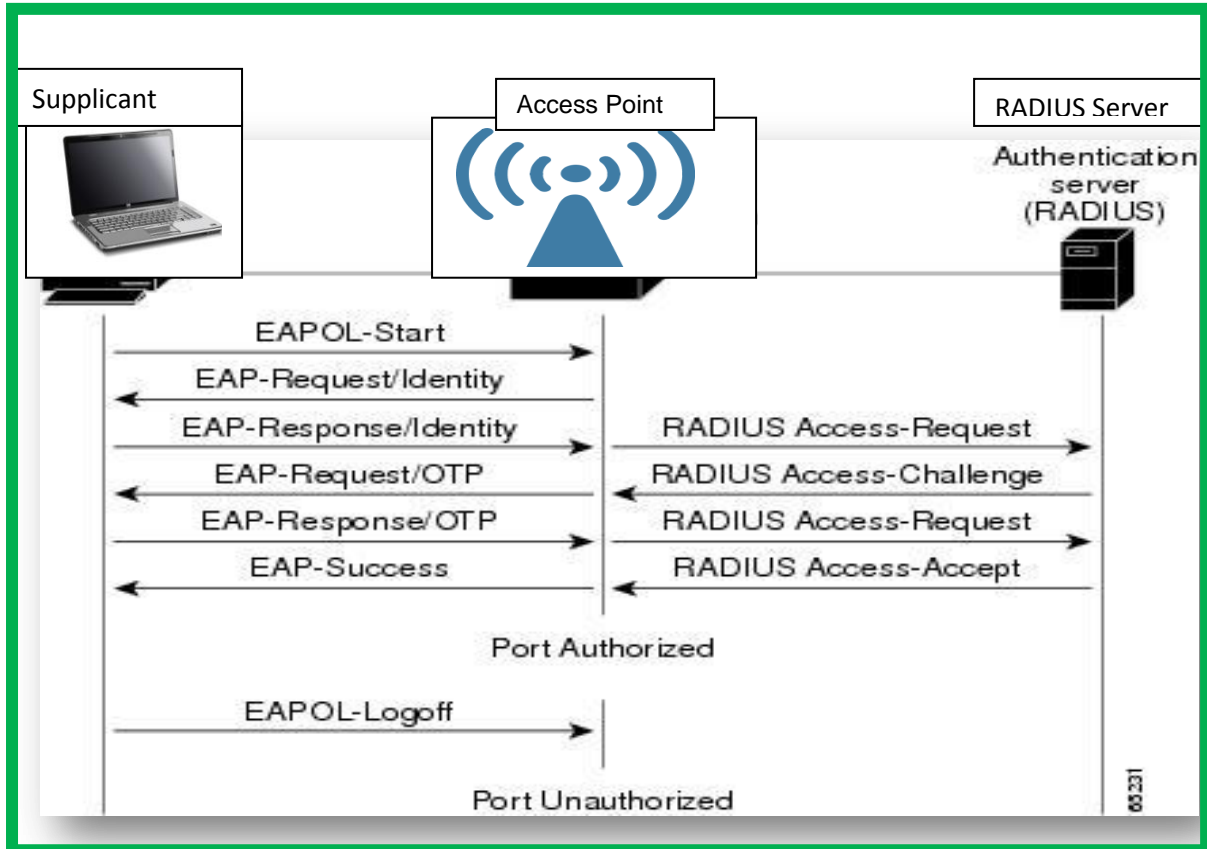 Supplicant
Access Point
RADIUS Server
Authentication
server
(RADIUS)
EAPOL-Start
EAP-Request/Identity
EAP-Response/Identity
RADIUS Access-Request
EAP-Request/OTP
RADIUS Access-Challenge
EAP-Response/OTP
RADIUS Access-Request
EAP-Success
RADIUS Access-Accept
Port Authorized
EAPOL-Logoff
Port Unauthorized
65231